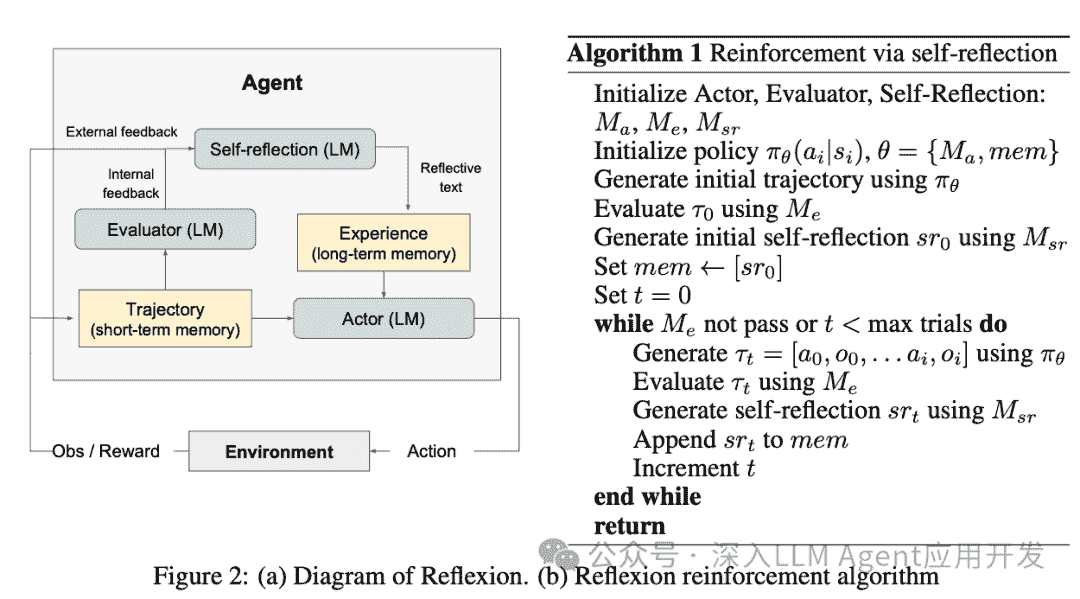 Agent
External feedback
Self-reflection (LM)
Internal
feedback
Reflective
text
Evaluator (LM)
Experience
(long-term memory)
Trajectory
(short-term memory)
Actor (LM)
Obs / Reward
Environment
Action
Algorithm 1 Reinforcement via self-reflection
Initialize Actor, Evaluator, Self-Reflection:
Mₐ, Mₑ, Mₛᵣ
Initialize policy π_θ(aᵢ|sᵢ), θ = {Mₐ, mem}
Generate initial trajectory using π_θ
Evaluate τ₀ using Mₑ
Generate initial self-reflection sr₀ using Mₛᵣ
Set mem ← [sr₀]
Set t = 0
while Mₑ not pass or t < max trials do
Generate τₜ = [a₀, o₀, . . . aᵢ, oᵢ] using π_θ
Evaluate τₜ using Mₑ
Generate self-reflection srₜ using Mₛᵣ
Append srₜ to mem
Increment t
end while
return
公众号 · 深入LLM Agent应用开发
Figure 2: (a) Diagram of Reflexion. (b) Reflexion reinforcement algorithm